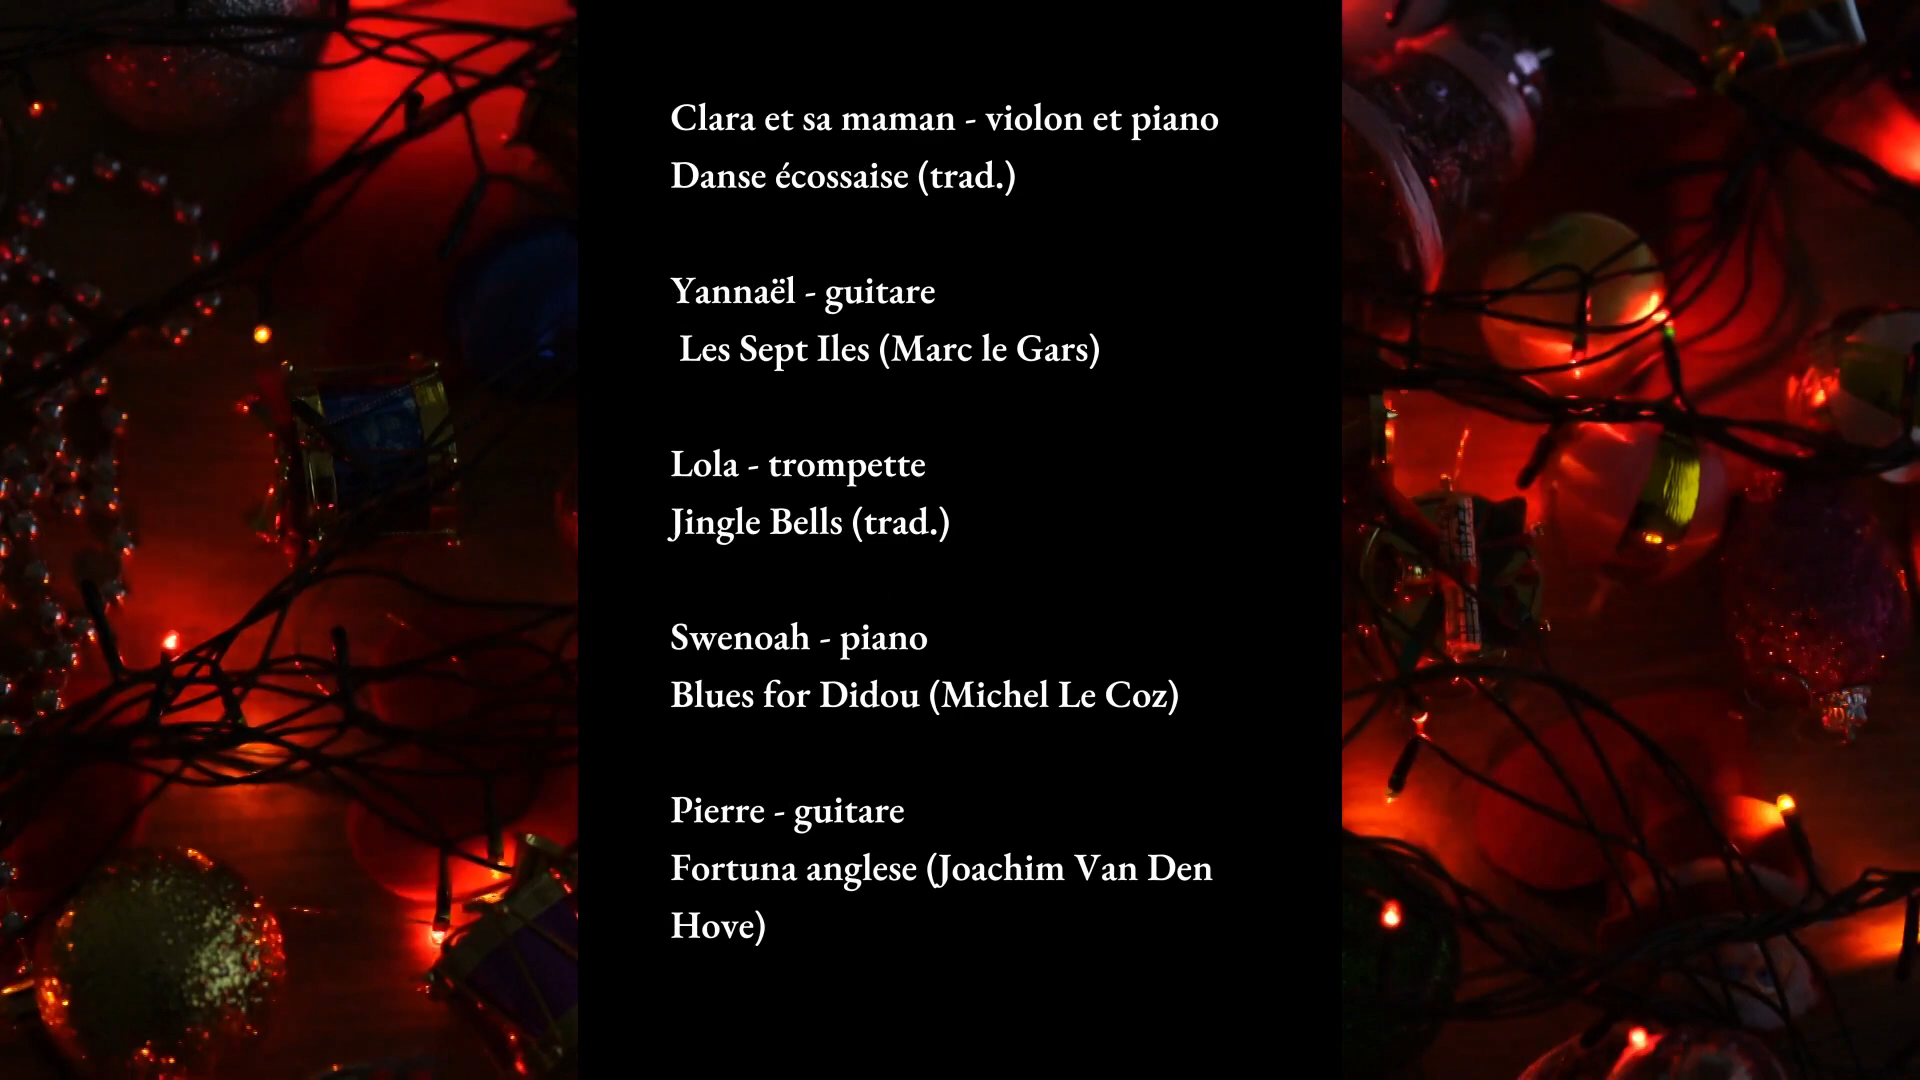 Clara et sa maman - violon et piano
Danse écossaise (trad.)
Yannaël - guitare
Les Sept Iles (Marc le Gars)
Lola - trompette
Jingle Bells (trad.)
Swenoah - piano
Blues for Didou (Michel Le Coz)
Pierre - guitare
Fortuna anglese (Joachim Van Den
Hove)